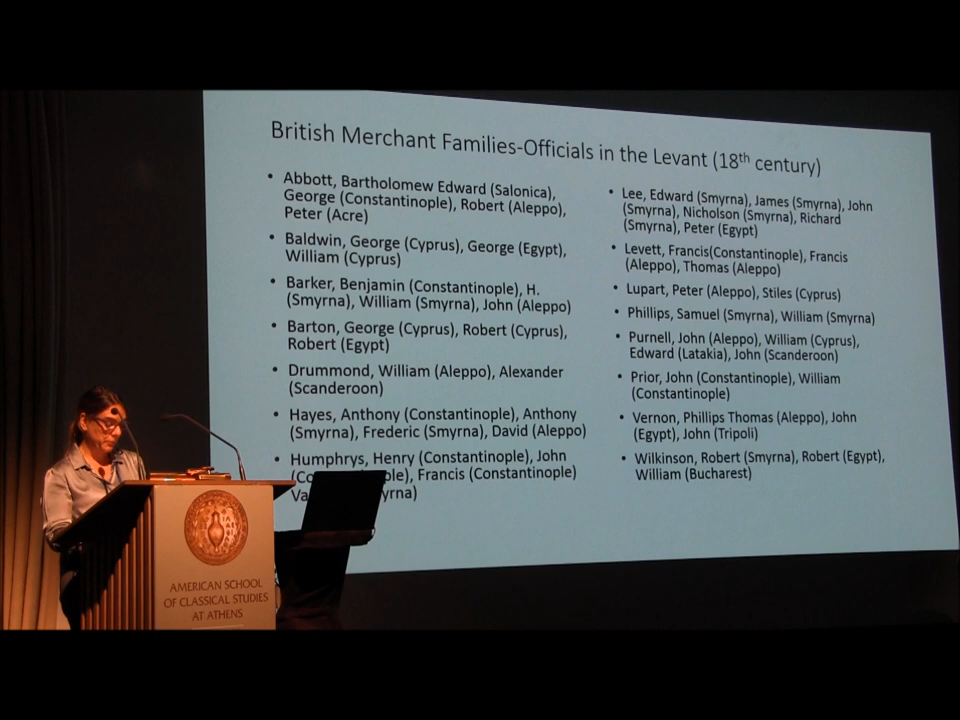 British Merchant Families-Officials in the Levant (18th century)
• Abbott, Bartholomew Edward (Salonica),
George (Constantinople), Robert (Aleppo),
Peter (Acre)
• Baldwin, George (Cyprus), George (Egypt),
William (Cyprus)
• Barker, Benjamin (Constantinople), H.
(Smyrna), William (Smyrna), John (Aleppo)
• Barton, George (Cyprus), Robert (Cyprus),
Robert (Egypt)
• Drummond, William (Aleppo), Alexander
(Scanderoon)
• Hayes, Anthony (Constantinople), Anthony
(Smyrna), Frederic (Smyrna), David (Aleppo)
• Humphrys, Henry (Constantinople), John
Francis (Constantinople)
• Lee, Edward (Smyrna), James (Smyrna), John
(Smyrna), Nicholson (Smyrna), Richard
(Smyrna), Peter (Egypt)
• Levett, Francis(Constantinople), Francis
(Aleppo), Thomas (Aleppo)
• Lupart, Peter (Aleppo), Stiles (Cyprus)
• Phillips, Samuel (Smyrna), William (Smyrna)
• Purnell, John (Aleppo), William (Cyprus),
Edward (Latakia), John (Scanderoon)
• Prior, John (Constantinople), William
(Constantinople)
• Vernon, Phillips Thomas (Aleppo), John
(Egypt), John (Tripoli)
• Wilkinson, Robert (Smyrna), Robert (Egypt),
William (Bucharest)
AMERICAN SCHOOL
OF CLASSICAL STUDIES
AT ATHENS